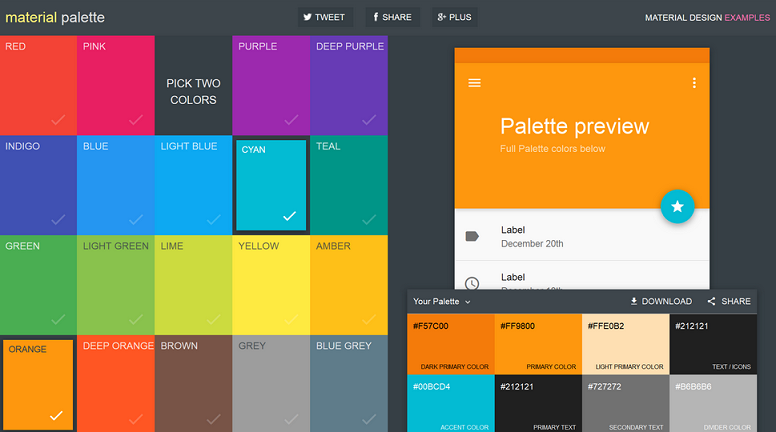 material palette
TWEET
SHARE
PLUS
MATERIAL DESIGN EXAMPLES
RED
PINK
PICK TWO
COLORS
PURPLE
DEEP PURPLE
INDIGO
BLUE
LIGHT BLUE
CYAN
TEAL
GREEN
LIGHT GREEN
LIME
YELLOW
AMBER
ORANGE
DEEP ORANGE
BROWN
GREY
BLUE GREY
Palette preview
Full Palette colors below
Label
December 20th
Label
Your Palette
DOWNLOAD
SHARE
#F57C00
#FF9800
#FFE0B2
#212121
DARK PRIMARY COLOR
PRIMARY COLOR
LIGHT PRIMARY COLOR
TEXT / ICONS
#00BCD4
#212121
#727272
#B6B6B6
ACCENT COLOR
PRIMARY TEXT
SECONDARY TEXT
DIVIDER COLOR